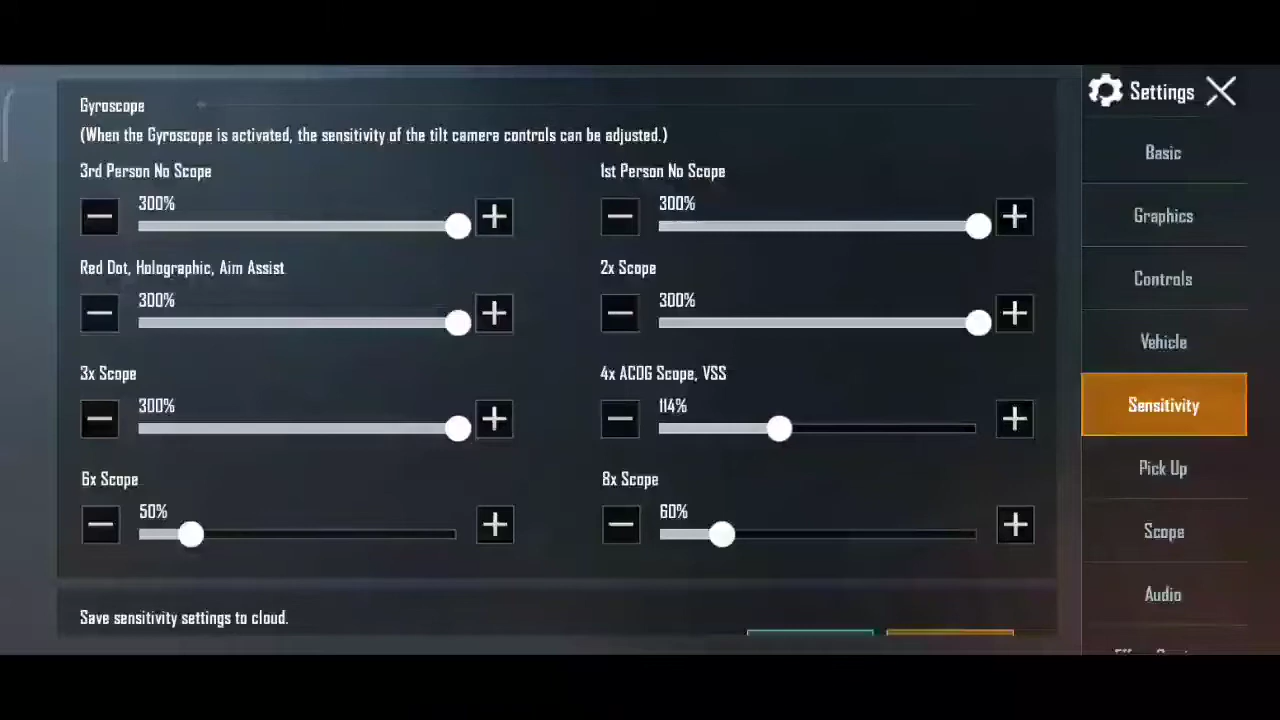 Gyroscope
(When the Gyroscope is activated, the sensitivity of the tilt camera controls can be adjusted.)
3rd Person No Scope
300%
1st Person No Scope
300%
Red Dot, Holographic, Aim Assist
300%
2x Scope
300%
3x Scope
300%
4x ACOG Scope, VSS
114%
6x Scope
50%
8x Scope
60%
Save sensitivity settings to cloud.
Settings
Basic
Graphics
Controls
Vehicle
Sensitivity
Pick Up
Scope
Audio